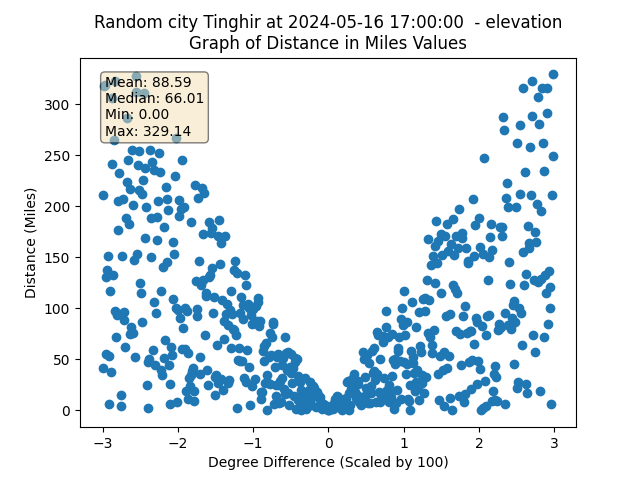 Random city Tinghir at 2024-05-16 17:00:00  - elevation
Graph of Distance in Miles Values
Mean: 88.59
Median: 66.01
Min: 0.00
Max: 329.14
Distance (Miles)
300
250
200
150
100
50
0
−3 −2 −1 0 1 2 3
Degree Difference (Scaled by 100)